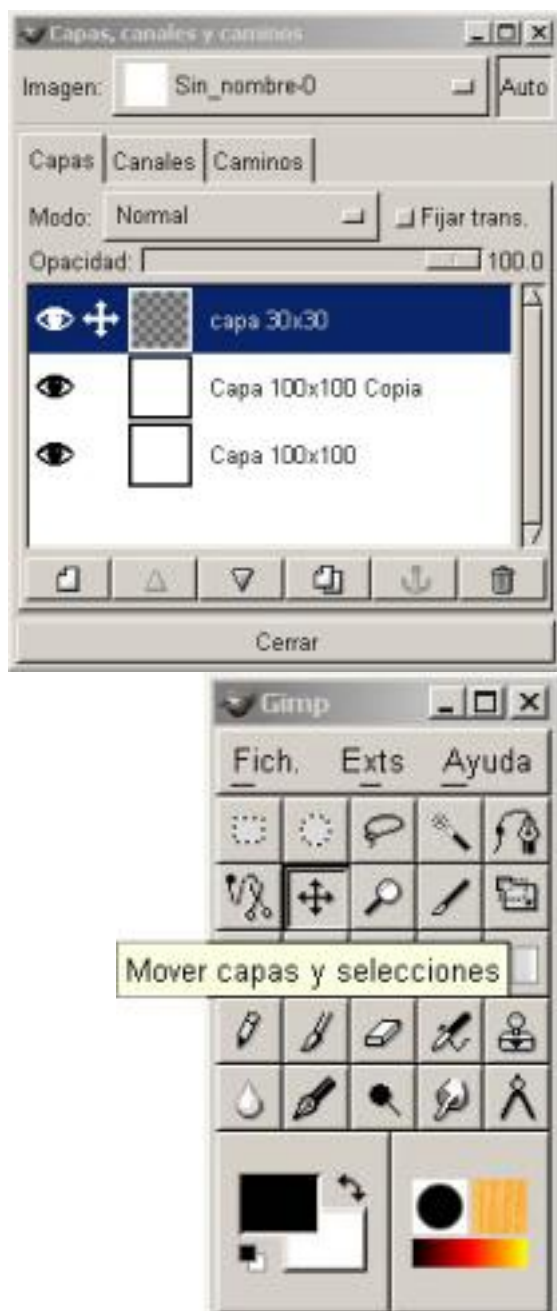 Capas, canales y caminos
Imagen: Sin_nombre-0 Auto
Capas Canales Caminos
Modo: Normal Fijar trans.
Opacidad: 100.0
capa 30x30
Capa 100x100 Copia
Capa 100x100
Cerrar
Gimp
Fich. Exts Ayuda
Mover capas y selecciones